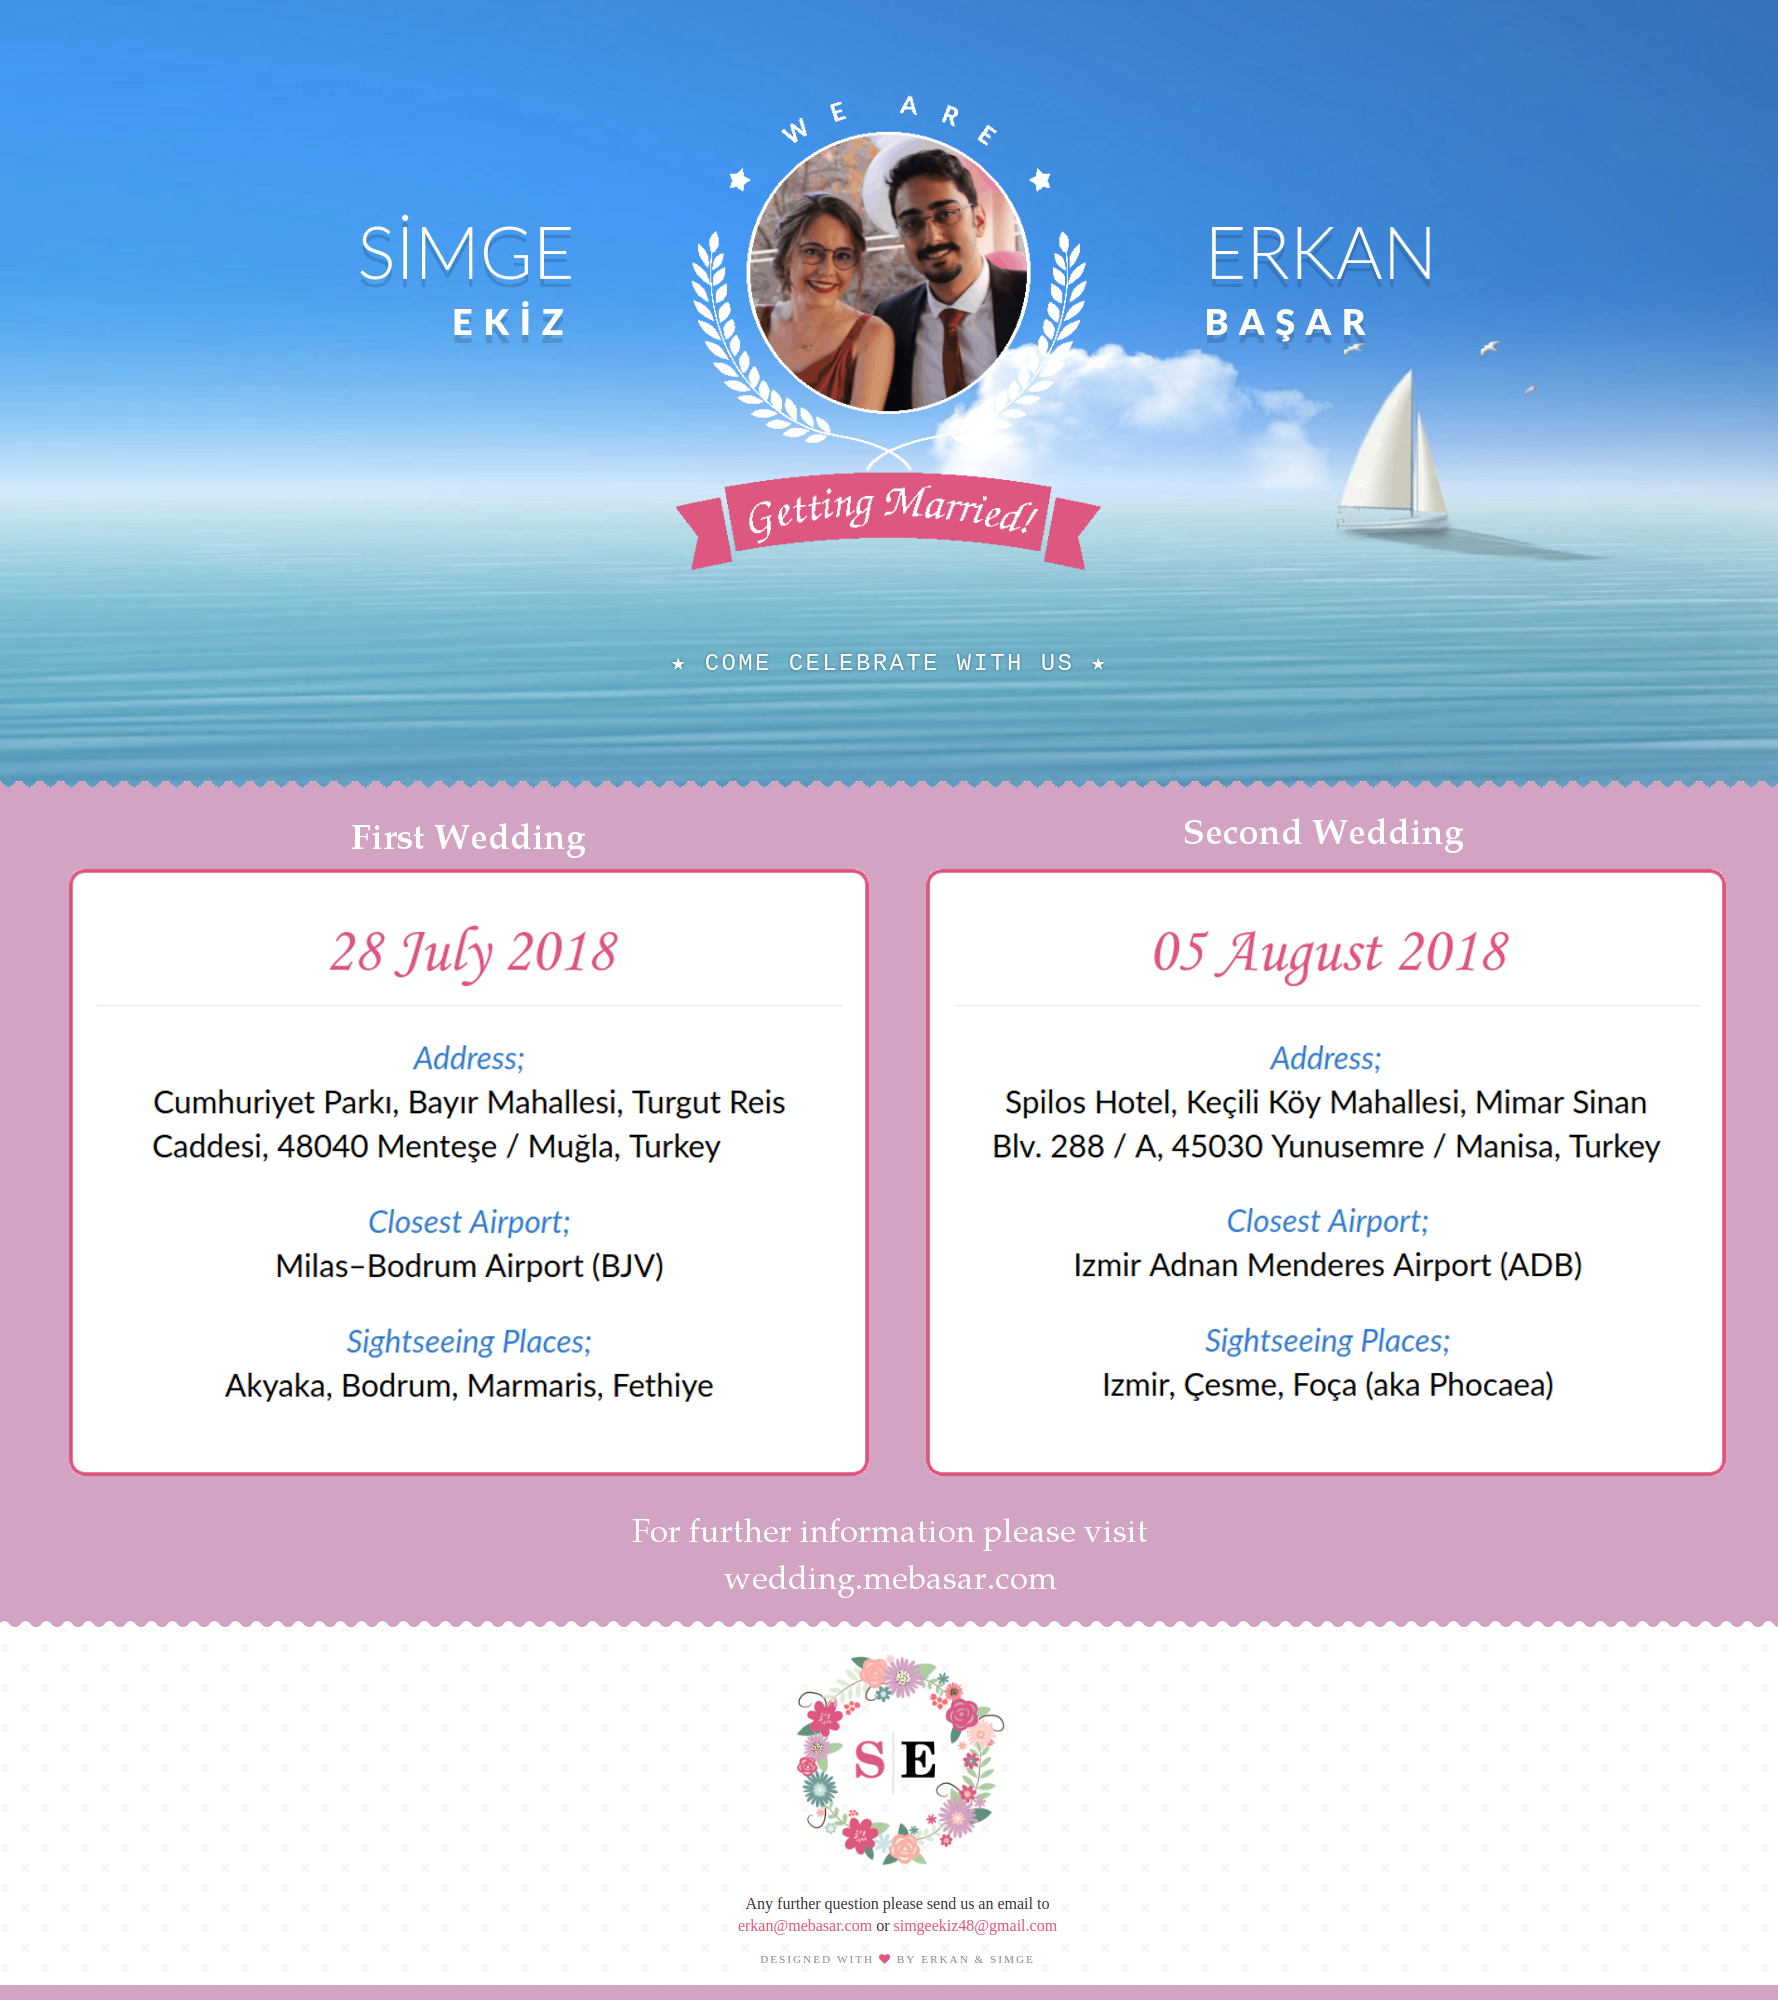 WE ARE
SİMGE
EKİZ
ERKAN
BAŞAR
Getting Married!
★ COME CELEBRATE WITH US ★
First Wedding
28 July 2018
Address;
Cumhuriyet Parkı, Bayır Mahallesi, Turgut Reis
Caddesi, 48040 Menteşe / Muğla, Turkey
Closest Airport;
Milas–Bodrum Airport (BJV)
Sightseeing Places;
Akyaka, Bodrum, Marmaris, Fethiye
Second Wedding
05 August 2018
Address;
Spilos Hotel, Keçili Köy Mahallesi, Mimar Sinan
Blv. 288 / A, 45030 Yunusemre / Manisa, Turkey
Closest Airport;
Izmir Adnan Menderes Airport (ADB)
Sightseeing Places;
Izmir, Çesme, Foça (aka Phocaea)
For further information please visit
wedding.mebasar.com
S E
Any further question please send us an email to
erkan@mebasar.com or simgeekiz48@gmail.com
DESIGNED WITH ♥ BY ERKAN & SIMGE